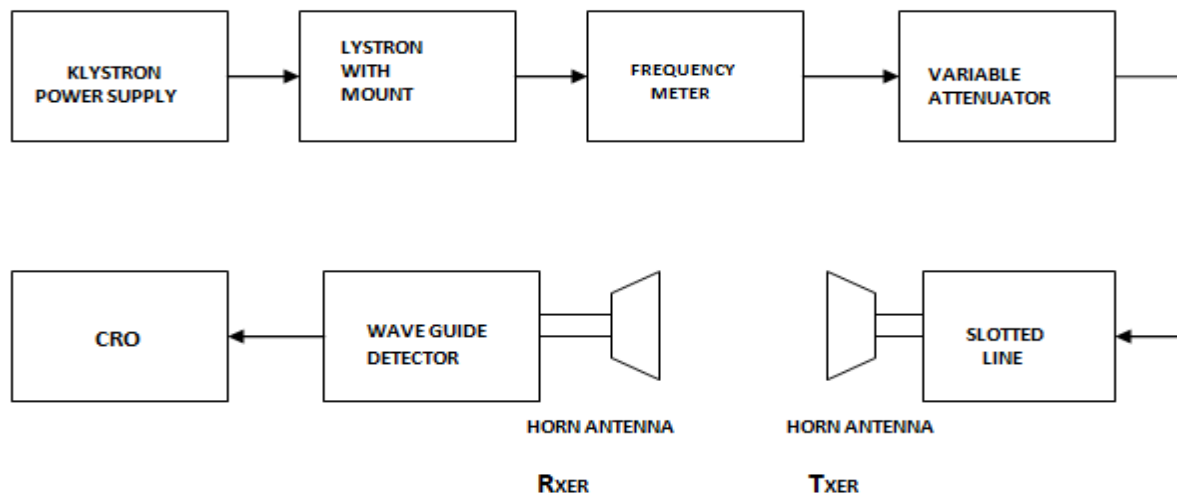 KLYSTRON
POWER SUPPLY
LYSTRON
WITH
MOUNT
FREQUENCY
METER
VARIABLE
ATTENUATOR
CRO
WAVE GUIDE
DETECTOR
SLOTTED
LINE
HORN ANTENNA
HORN ANTENNA
RXER
TXER